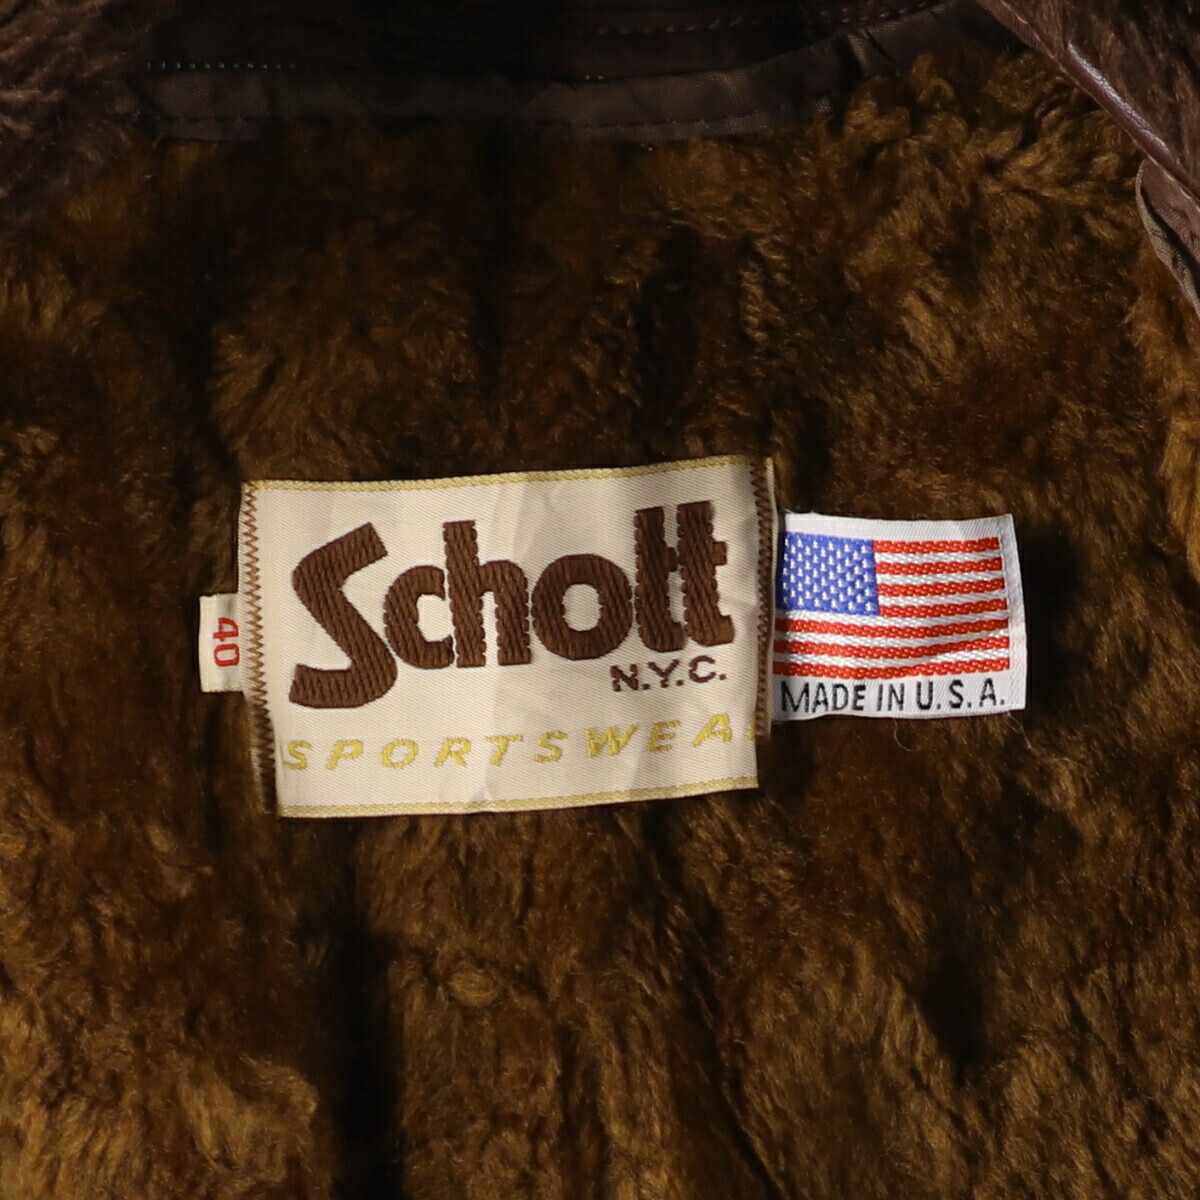 Schott
N.Y.C.
SPORTSWEA
40
MADE IN U.S.A.